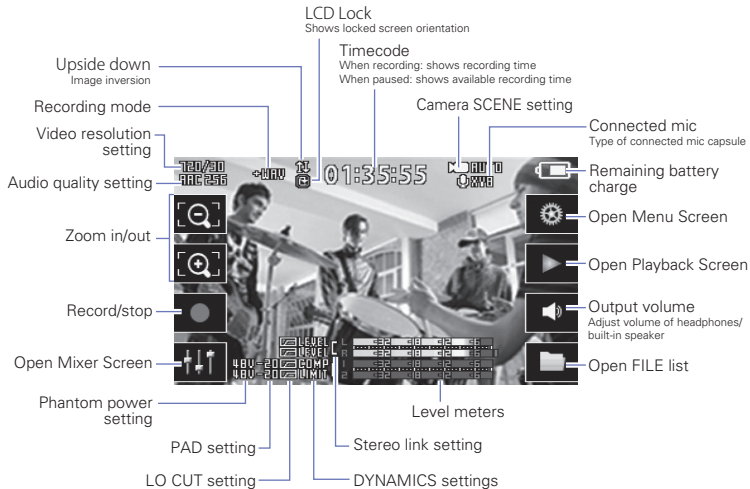 LCD Lock
Shows locked screen orientation
Timecode
When recording: shows recording time
When paused: shows available recording time
Upside down
Image inversion
Recording mode
Video resolution
setting
Audio quality setting
Camera SCENE setting
Connected mic
Type of connected mic capsule
Remaining battery
charge
720/30
AAC 256
+WAV
01:35:55
AUTO
XYQ
Zoom in/out
Open Menu Screen
Open Playback Screen
Record/stop
Output volume
Adjust volume of headphones/
built-in speaker
Open Mixer Screen
Open FILE list
LEVEL
LEVEL
48V -20 COMP
48V -20 LIMIT
L
R
1
2
Phantom power
setting
PAD setting
LO CUT setting
DYNAMICS settings
Stereo link setting
Level meters